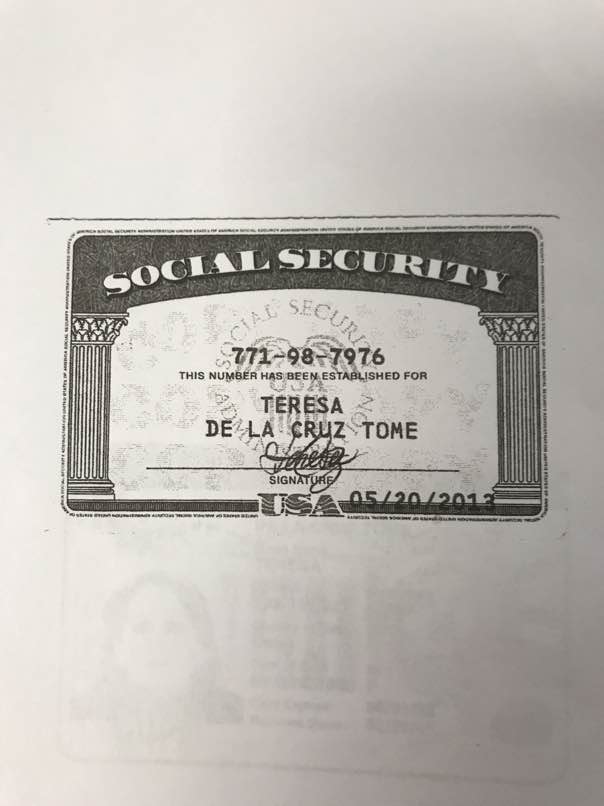 SOCIAL SECURITY
771-98-7976
THIS NUMBER HAS BEEN ESTABLISHED FOR
TERESA
DE LA CRUZ TOME
Teresa
SIGNATURE
USA 05/20/2013